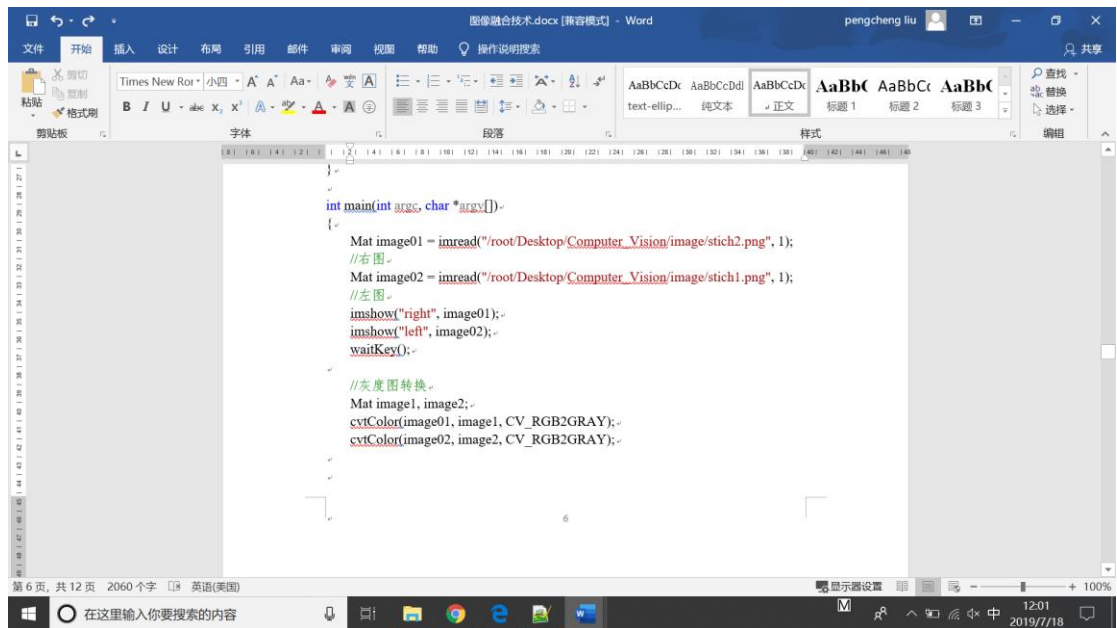 图像融合技术.docx [兼容模式] - Word
pengcheng liu
文件 开始 插入 设计 布局 引用 邮件 审阅 视图 帮助 操作说明搜索 共享
粘贴 剪切 复制 格式刷
Times New Ror 小四
AaBbCcDc AaBbCcDdI AaBbCcDc AaBb( AaBbC( AaBb(
text-ellip... 纯文本 正文 标题 1 标题 2 标题 3
查找 替换 选择
剪贴板 字体 段落 样式 编辑
}
int main(int argc, char *argv[])
{
Mat image01 = imread("/root/Desktop/Computer_Vision/image/stich2.png", 1);
//右图
Mat image02 = imread("/root/Desktop/Computer_Vision/image/stich1.png", 1);
//左图
imshow("right", image01);
imshow("left", image02);
waitKey();
//灰度图转换
Mat image1, image2;
cvtColor(image01, image1, CV_RGB2GRAY);
cvtColor(image02, image2, CV_RGB2GRAY);
6
第 6 页, 共 12 页 2060 个字 英语(美国) 显示器设置 100%
在这里输入你要搜索的内容 中 12:01
2019/7/18